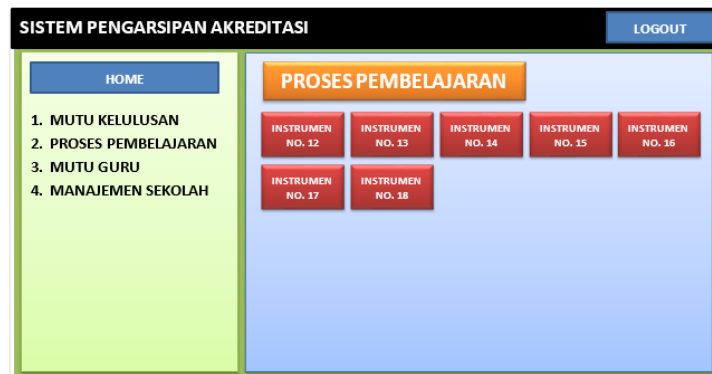 SISTEM PENGARSIPAN AKREDITASI
LOGOUT
HOME
1. MUTU KELULUSAN
2. PROSES PEMBELAJARAN
3. MUTU GURU
4. MANAJEMEN SEKOLAH
PROSES PEMBELAJARAN
INSTRUMEN
NO. 12
INSTRUMEN
NO. 13
INSTRUMEN
NO. 14
INSTRUMEN
NO. 15
INSTRUMEN
NO. 16
INSTRUMEN
NO. 17
INSTRUMEN
NO. 18